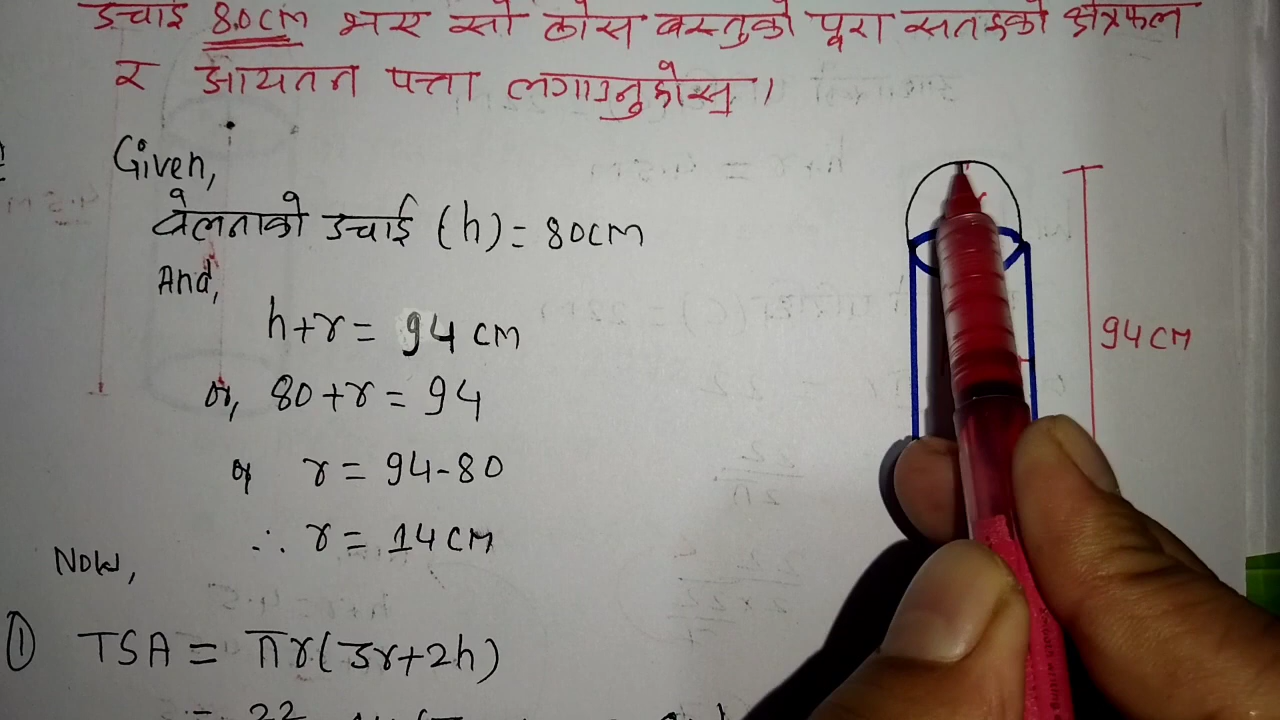 उचाई 80cm भए सो ठोस वस्तुको पूरा सतहको क्षेत्रफल
र आयतन पत्ता लगाउनुहोस् ।
Given,
वेलनाको उचाई (h) = 80cm
And,
h+r = 94 cm
or, 80+r = 94
or r = 94-80
∴ r = 14cm
Now,
① TSA = πr(3r+2h)
= 22
94cm
r